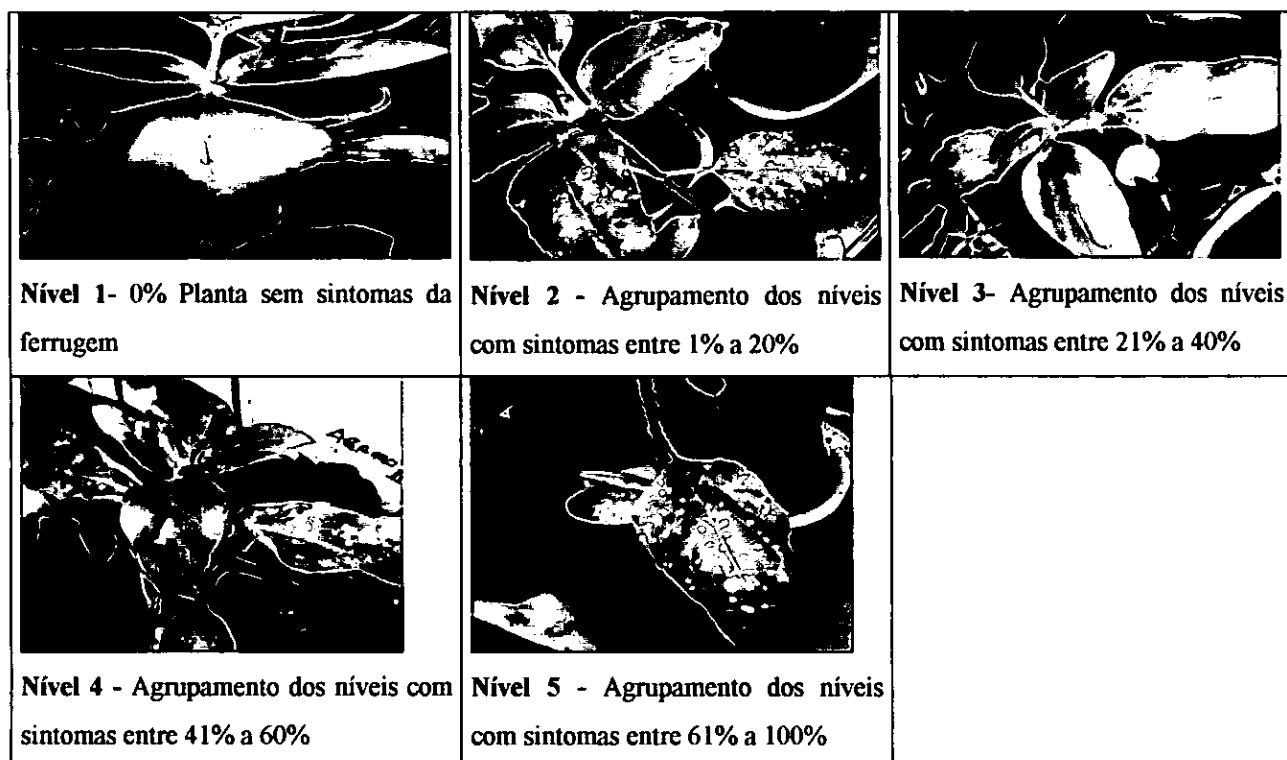 Nível 1- 0% Planta sem sintomas da
ferrugem
Nível 2 - Agrupamento dos níveis
com sintomas entre 1% a 20%
Nível 3- Agrupamento dos níveis
com sintomas entre 21% a 40%
Nível 4 - Agrupamento dos níveis com
sintomas entre 41% a 60%
Nível 5 - Agrupamento dos níveis
com sintomas entre 61% a 100%